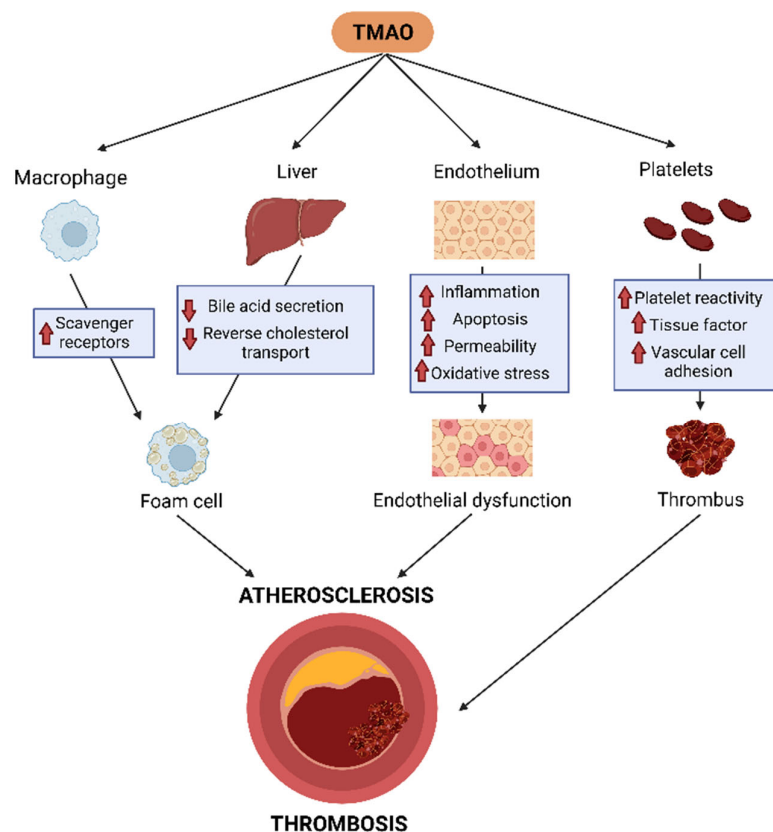 TMAO
Macrophage
Liver
Endothelium
Platelets
Scavenger
receptors
Bile acid secretion
Reverse cholesterol
transport
Inflammation
Apoptosis
Permeability
Oxidative stress
Platelet reactivity
Tissue factor
Vascular cell
adhesion
Foam cell
Endothelial dysfunction
Thrombus
ATHEROSCLEROSIS
THROMBOSIS